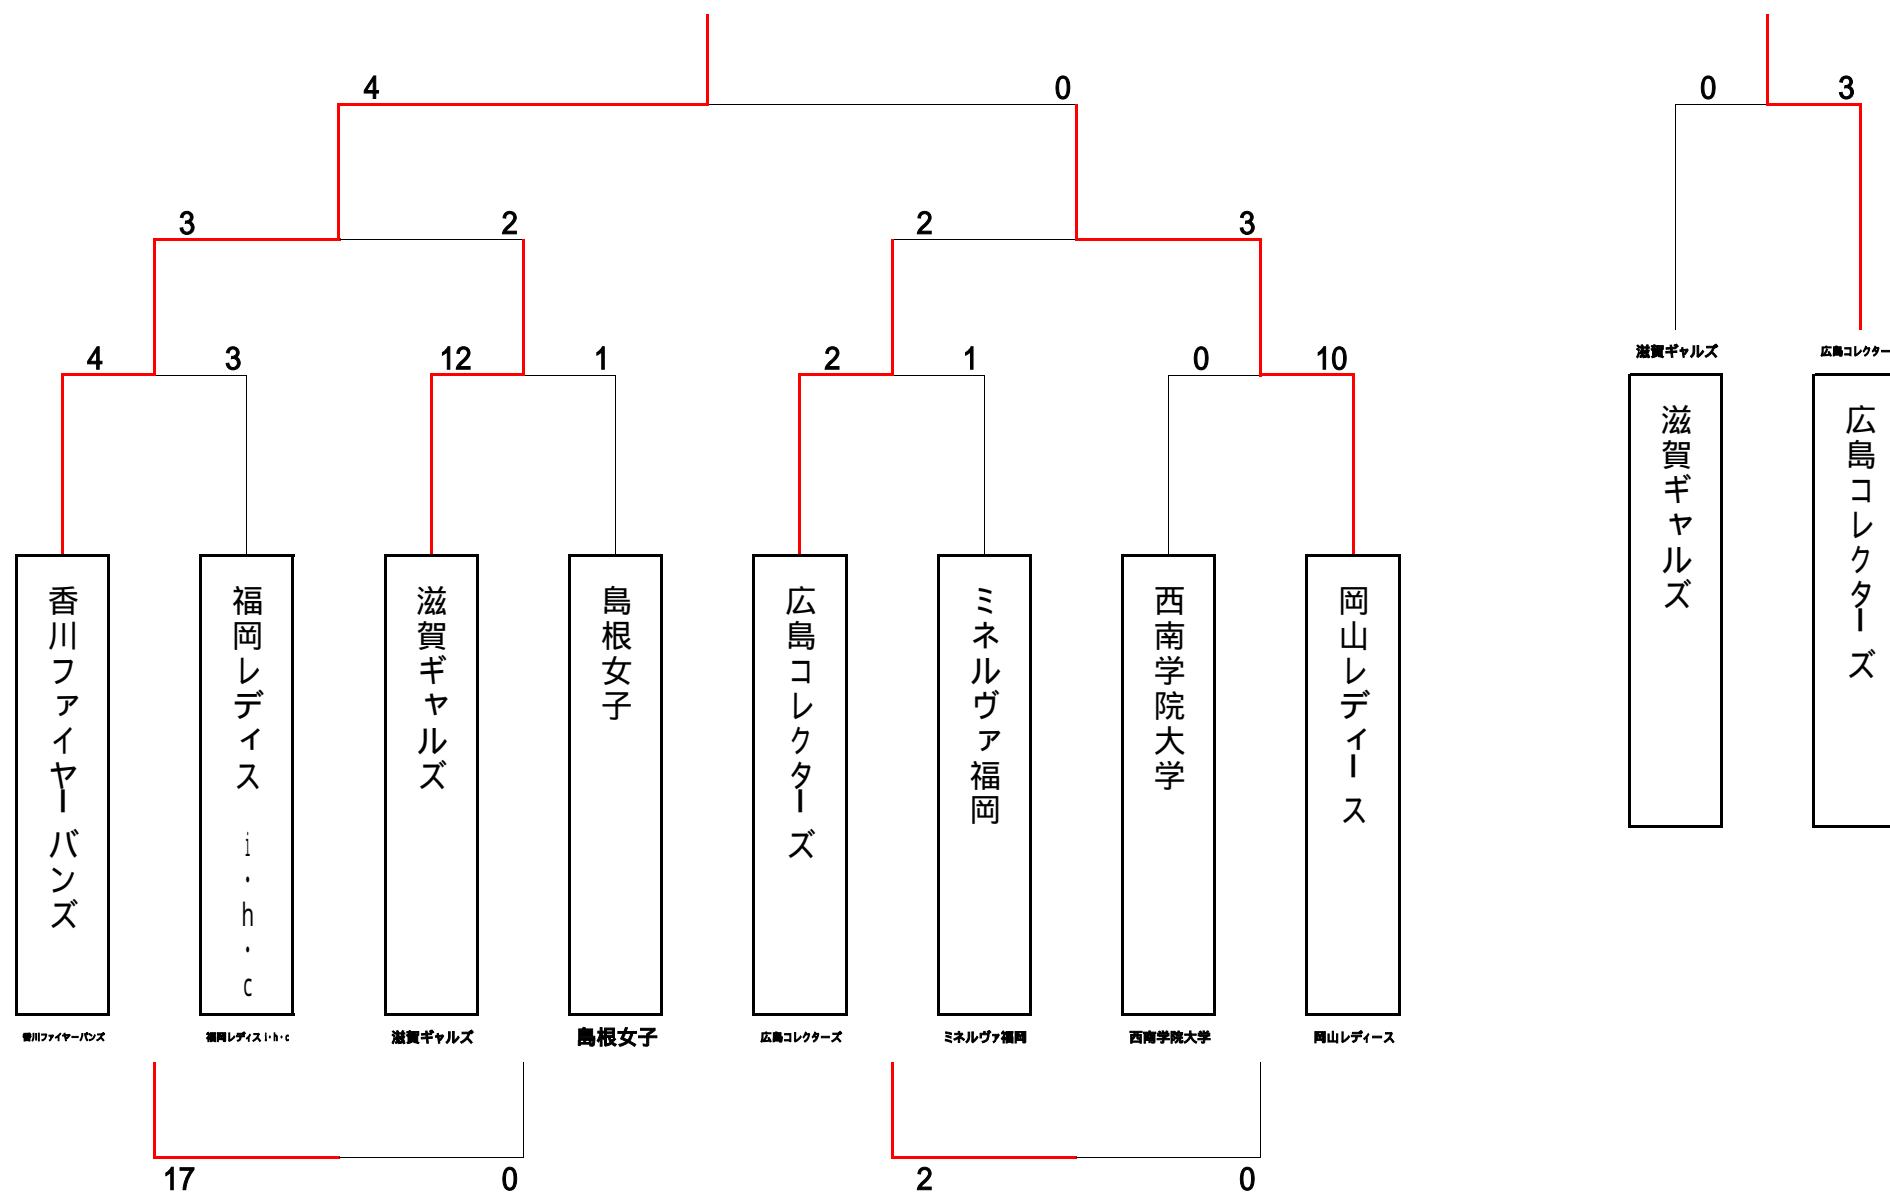 4 0 0 3
3 2 2 3
4 3 12 1 2 1 0 10
滋賀ギャルズ 広島コレクター
滋賀ギャルズ
広島コレクターズ
香川ファイヤーバンズ
福岡レディス i・h・c
滋賀ギャルズ
島根女子
広島コレクターズ
ミネルヴァ福岡
西南学院大学
岡山レディース
香川ファイヤーバンズ 福岡レディス i・h・c 滋賀ギャルズ 島根女子 広島コレクターズ ミネルヴァ福岡 西南学院大学 岡山レディース
17 0 2 0